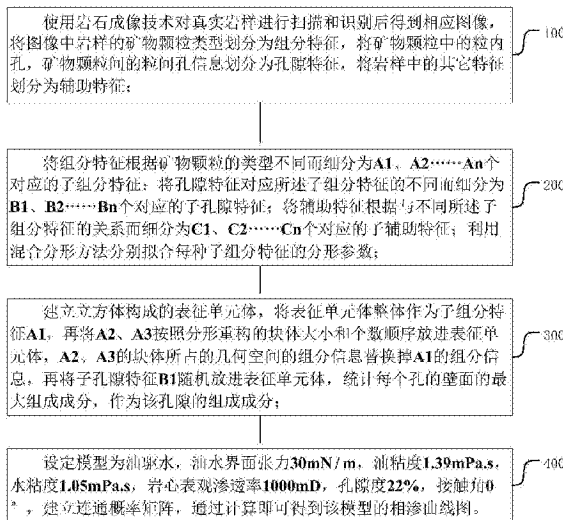 使用岩石成像技术对真实岩样进行扫描和识别后得到相应图像，
将图像中岩样的矿物颗粒类型划分为组分特征，将矿物颗粒中的粒内
孔，矿物颗粒间的粒间孔信息划分为孔隙特征，将岩样中的其它特征
划分为辅助特征；
100
将组分特征根据矿物颗粒的类型不同而细分为A1、A2……An个
对应的子组分特征；将孔隙特征对应所述子组分特征的不同而细分为
B1、B2……Bn个对应的子孔隙特征；将辅助特征根据与不同所述子
组分特征的关系而细分为C1、C2……Cn个对应的子辅助特征；利用
混合分形方法分别拟合每种子组分特征的分形参数；
200
建立立方体构成的表征单元体，将表征单元体整体作为子组分特
征A1，再将A2、A3按照分形重构的块体大小和个数顺序放进表征单
元体，A2、A3的块体所占的几何空间的组分信息替换掉A1的组分信
息，再将子孔隙特征B1随机放进表征单元体，统计每个孔的壁面的最
大组成成分，作为该孔隙的组成成分；
300
设定模型为油驱水，油水界面张力30mN/m，油粘度1.39mPa.s，
水粘度1.05mPa.s，岩心表观渗透率1000mD，孔隙度22%，接触角0
°，建立连通概率矩阵，通过计算即可得到该模型的相渗曲线图。
400